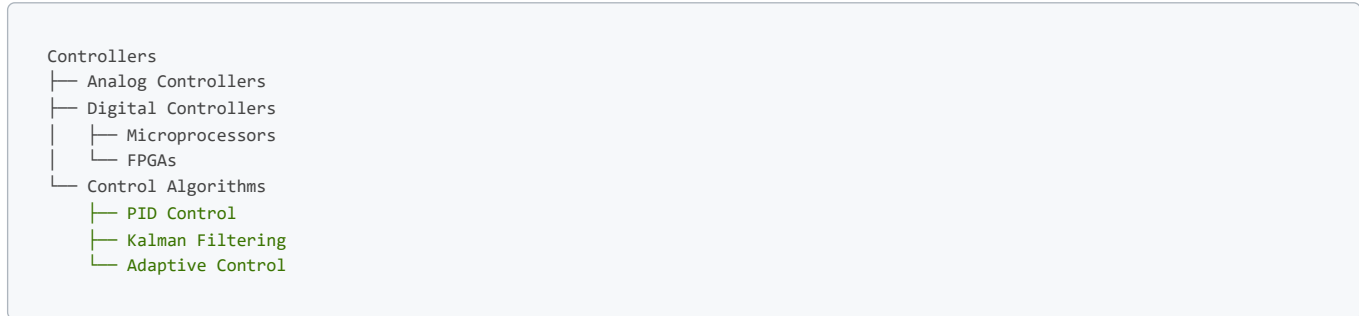 Controllers
├── Analog Controllers
├── Digital Controllers
│   ├── Microprocessors
│   └── FPGAs
└── Control Algorithms
    ├── PID Control
    ├── Kalman Filtering
    └── Adaptive Control